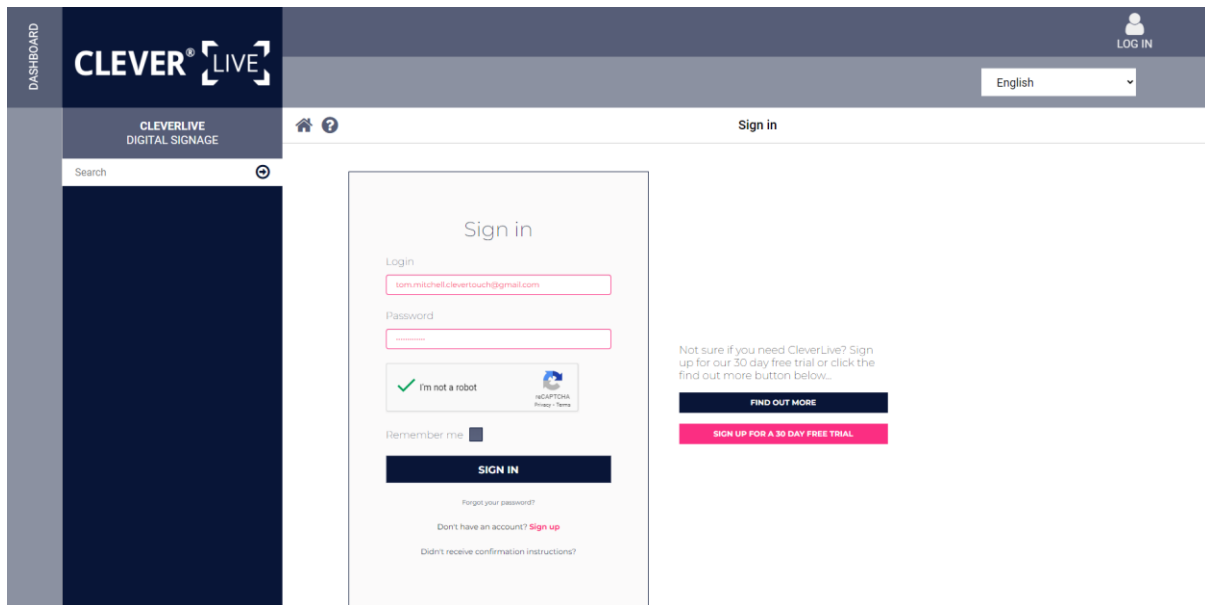 DASHBOARD
CLEVER® [LIVE]
LOG IN
English
CLEVERLIVE
DIGITAL SIGNAGE
Sign in
Search
Sign in
Login
tom.mitchell.clevertouch@gmail.com
Password
I'm not a robot
reCAPTCHA
Privacy - Terms
Remember me
SIGN IN
Forgot your password?
Don't have an account? Sign up
Didn't receive confirmation instructions?
Not sure if you need CleverLive? Sign
up for our 30 day free trial or click the
find out more button below...
FIND OUT MORE
SIGN UP FOR A 30 DAY FREE TRIAL